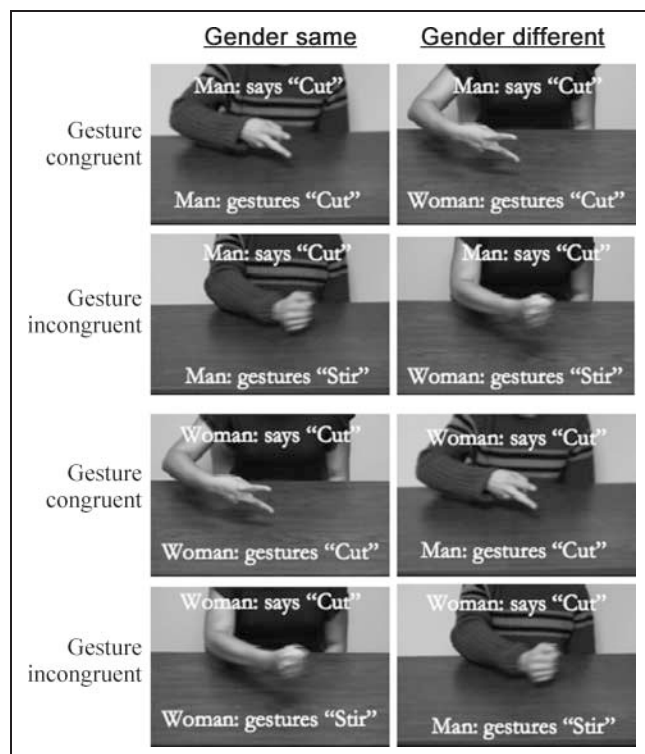 Gender same
Gender different
Gesture
congruent
Man: says “Cut”
Man: gestures “Cut”
Man: says “Cut”
Woman: gestures “Cut”
Gesture
incongruent
Man: says “Cut”
Man: gestures “Stir”
Man: says “Cut”
Woman: gestures “Stir”
Gesture
congruent
Woman: says “Cut”
Woman: gestures “Cut”
Woman: says “Cut”
Man: gestures “Cut”
Gesture
incongruent
Woman: says “Cut”
Woman: gestures “Stir”
Woman: says “Cut”
Man: gestures “Stir”